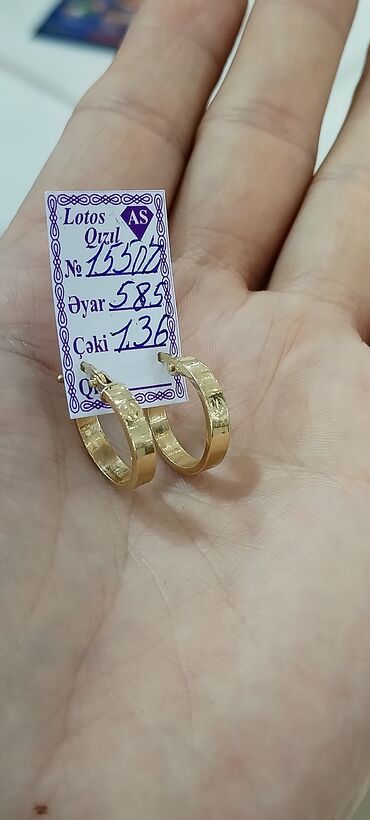 Lotos AS
Qızıl
№ 15507
Əyar 585
Çəki 1.36